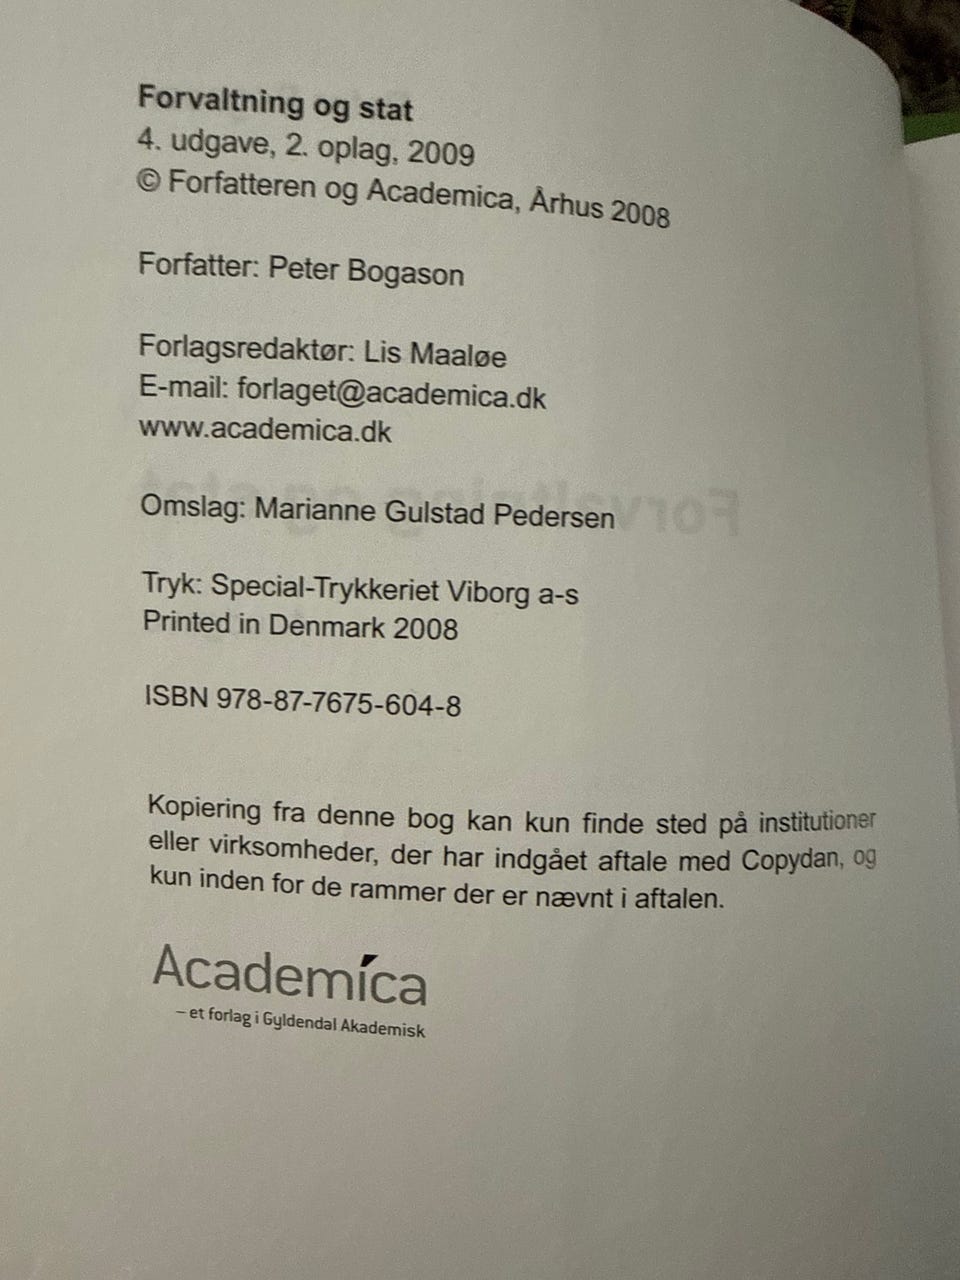 Forvaltning og stat
4. udgave, 2. oplag, 2009
© Forfatteren og Academica, Århus 2008
Forfatter: Peter Bogason
Forlagsredaktør: Lis Maaløe
E-mail: forlaget@academica.dk
www.academica.dk
Omslag: Marianne Gulstad Pedersen
Tryk: Special-Trykkeriet Viborg a-s
Printed in Denmark 2008
ISBN 978-87-7675-604-8
Kopiering fra denne bog kan kun finde sted på institutioner
eller virksomheder, der har indgået aftale med Copydan, og
kun inden for de rammer der er nævnt i aftalen.
Academica
– et forlag i Gyldendal Akademisk